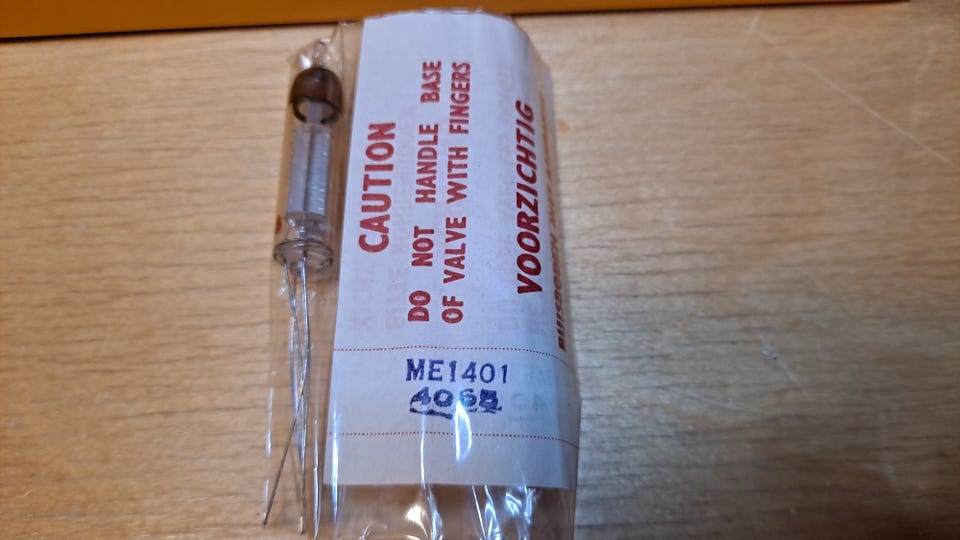 CAUTION
DO NOT HANDLE BASE
OF VALVE WITH FINGERS
VOORZICHTIG
ME1401
4065